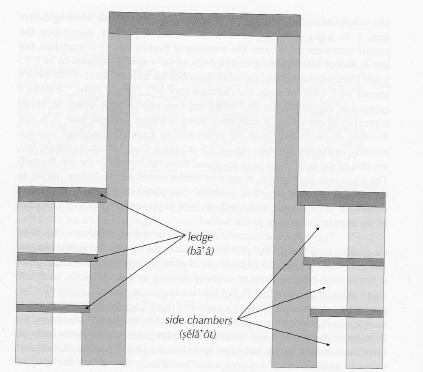 ledge
(bā˒â)
side chambers
(ṣĕlā˓ôt)